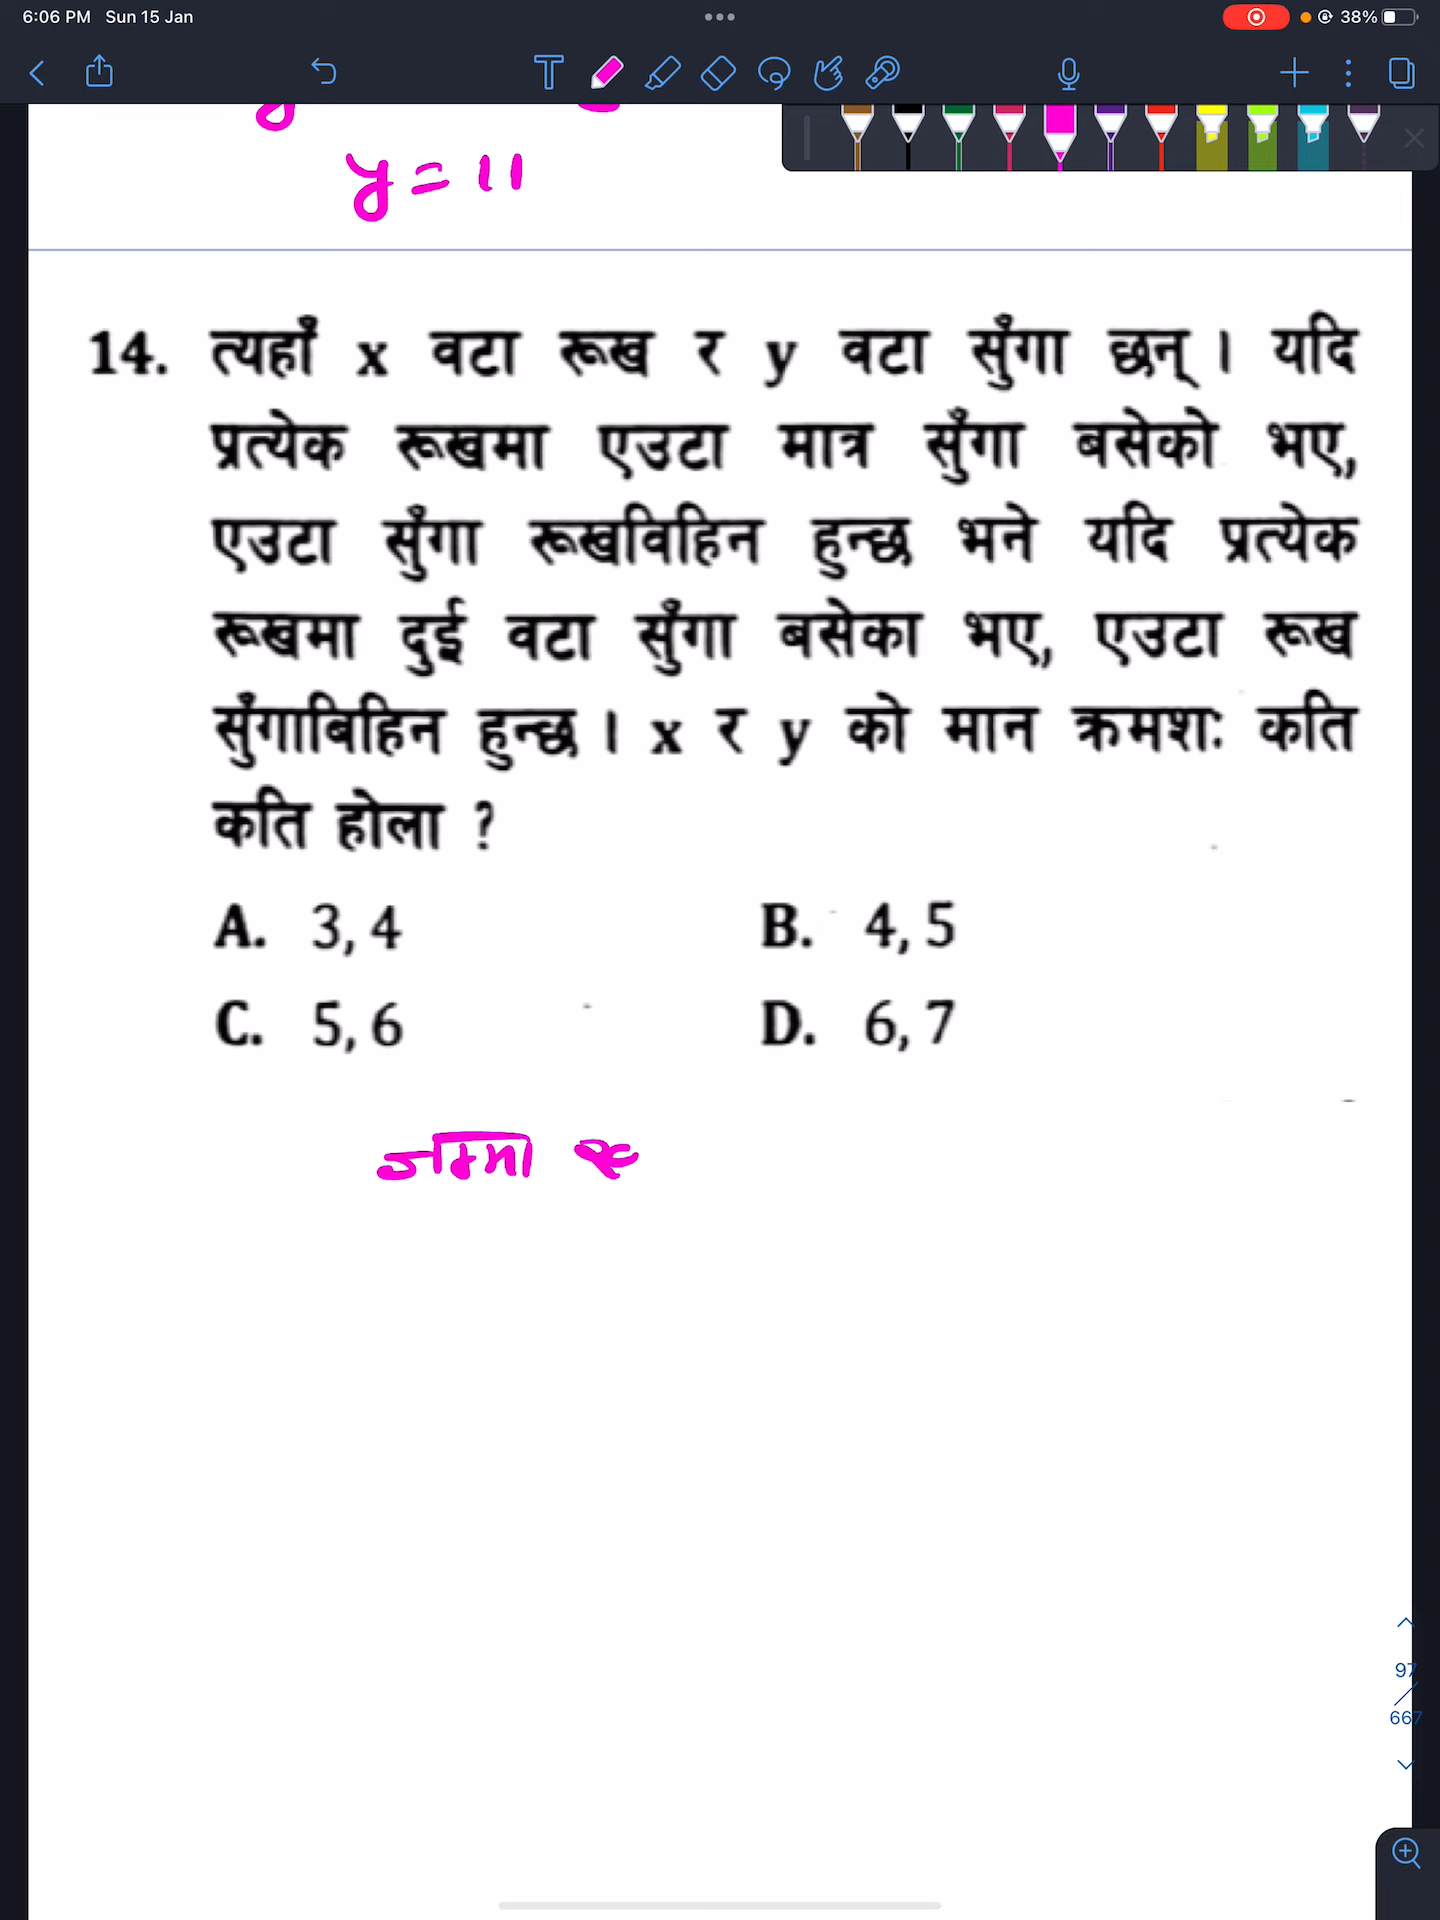 6:06 PM Sun 15 Jan
38%
y = 11
14. त्यहाँ x वटा रूख र y वटा सुँगा छन् । यदि
प्रत्येक रूखमा एउटा मात्र सुँगा बसेको भए,
एउटा सुँगा रूखविहिन हुन्छ भने यदि प्रत्येक
रूखमा दुई वटा सुँगा बसेका भए, एउटा रूख
सुँगाबिहिन हुन्छ । x र y को मान क्रमशः कति
कति होला ?
A. 3, 4
B. 4, 5
C. 5, 6
D. 6, 7
जम्मा
97
667